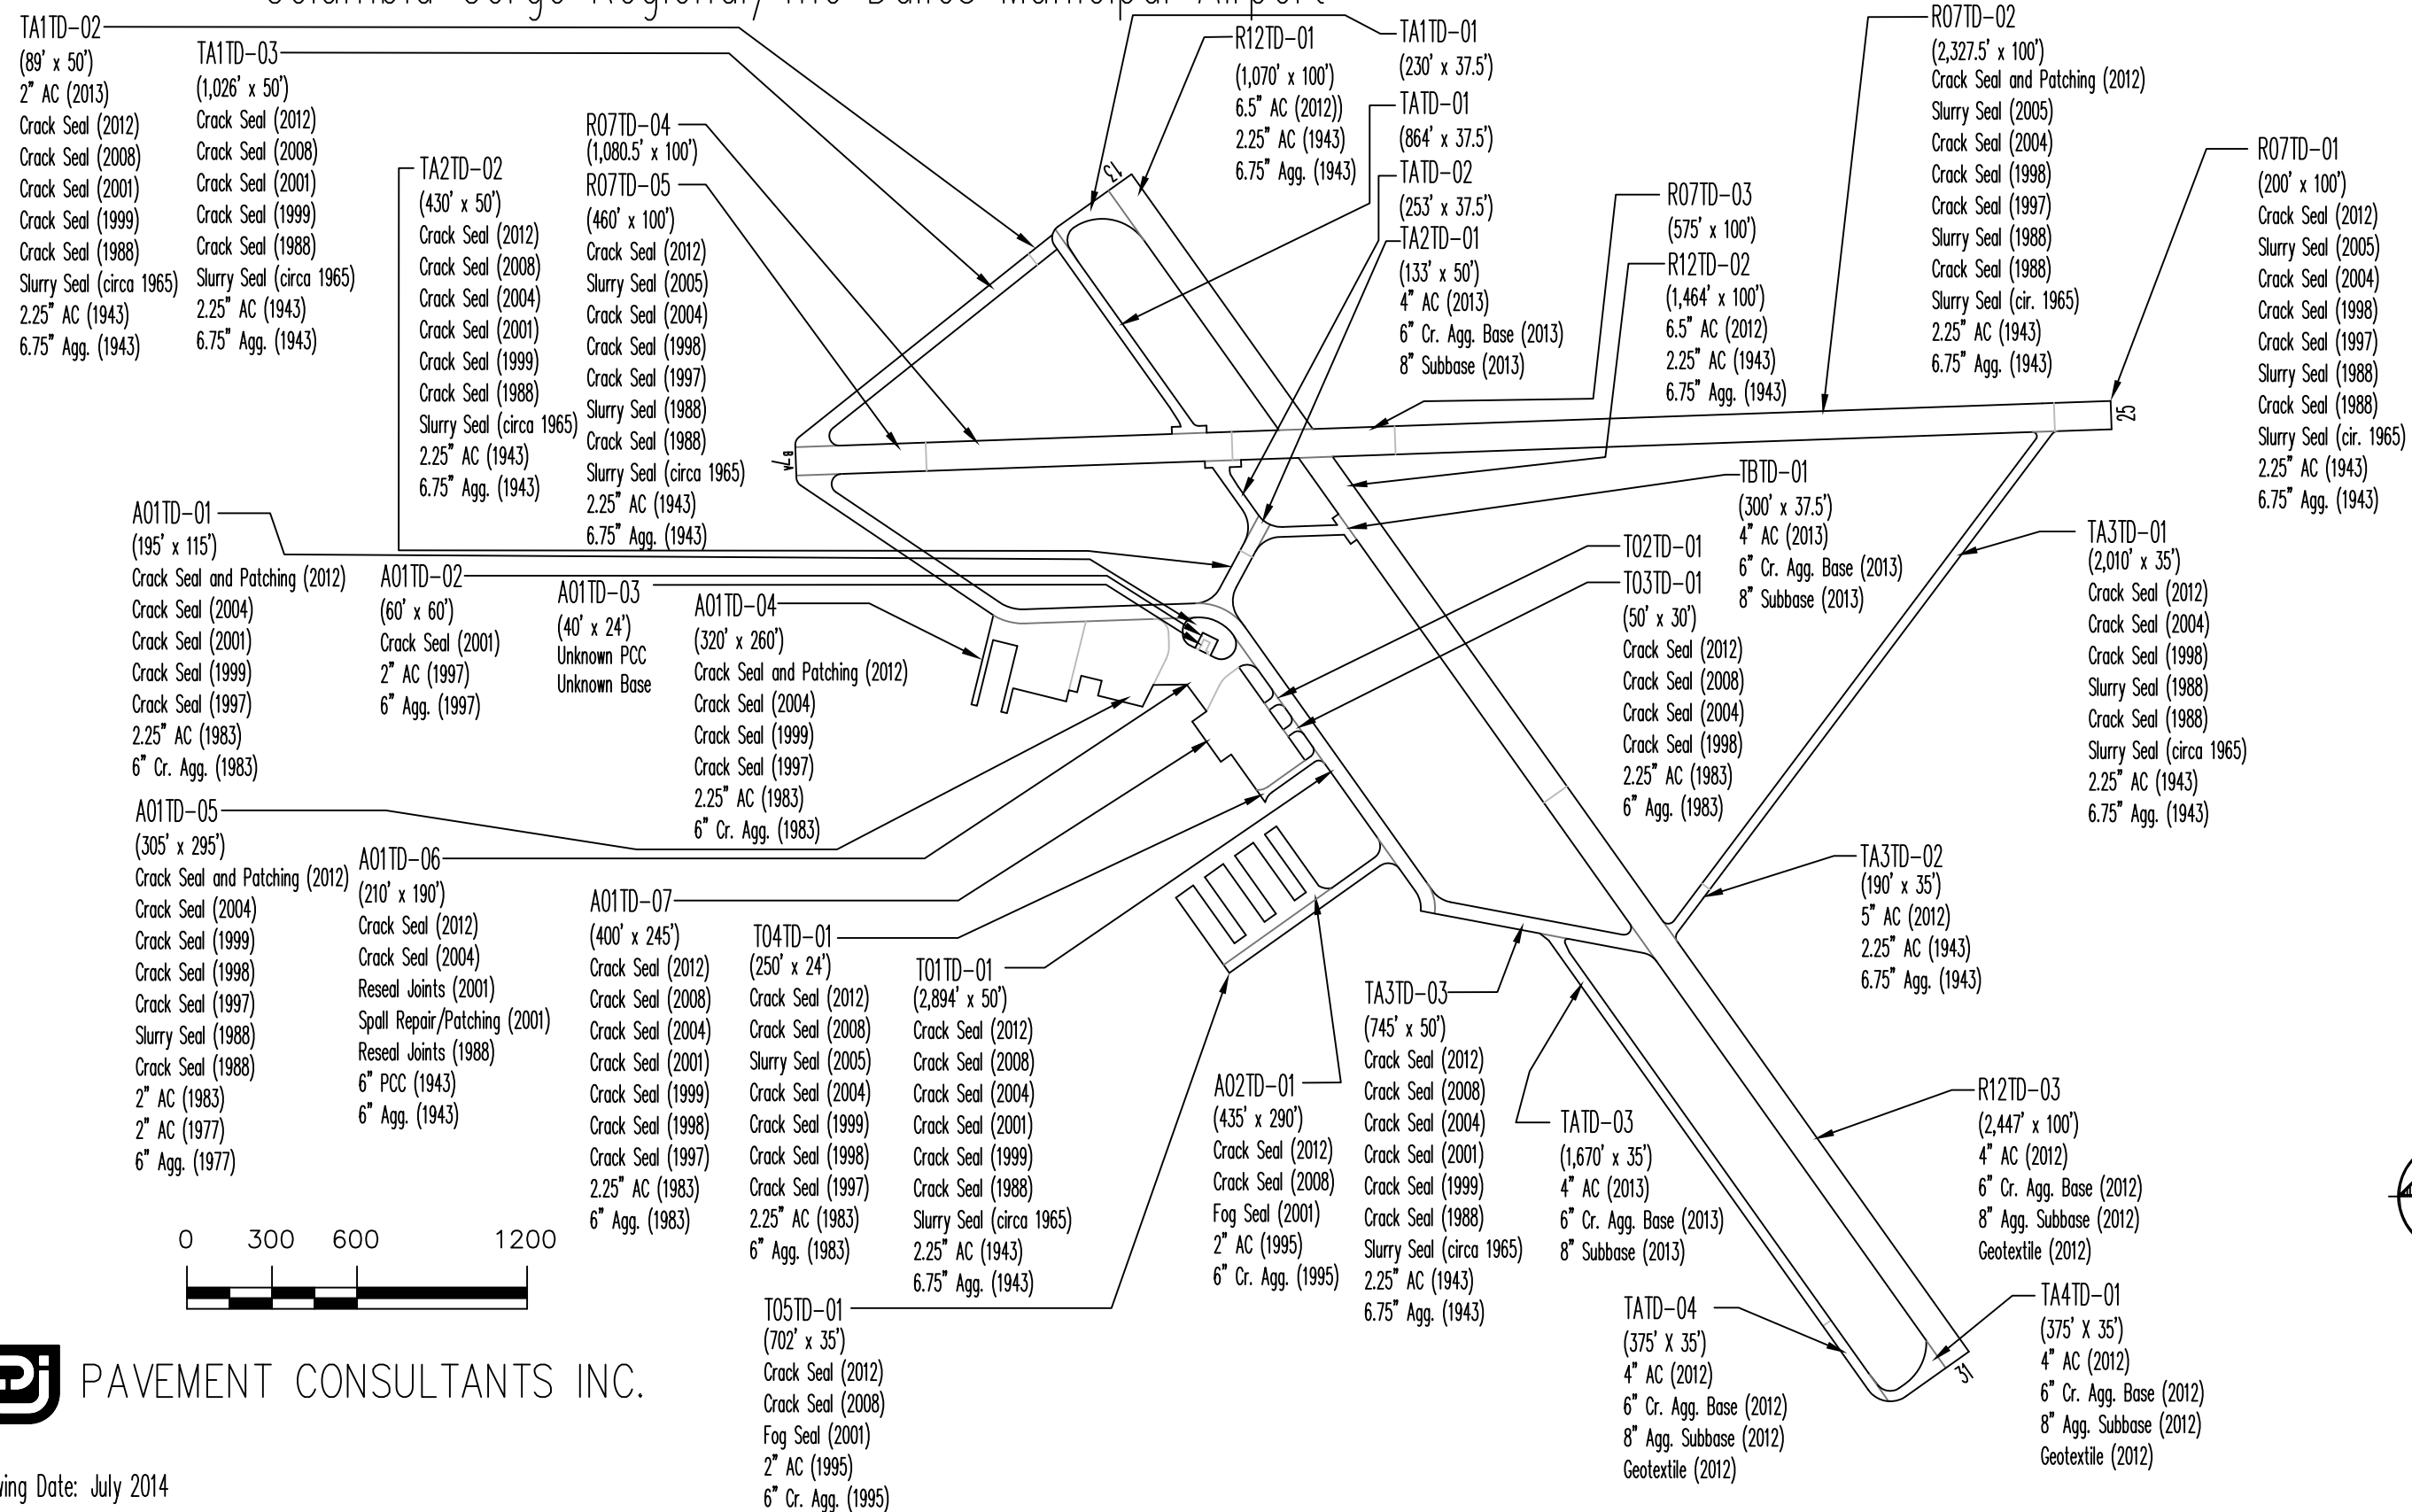 TA1TD-02
(89' x 50')
2" AC (2013)
Crack Seal (2012)
Crack Seal (2008)
Crack Seal (2001)
Crack Seal (1999)
Crack Seal (1988)
Slurry Seal (circa 1965)
2.25" AC (1943)
6.75" Agg. (1943)
TA1TD-03
(1,026' x 50')
Crack Seal (2012)
Crack Seal (2008)
Crack Seal (2001)
Crack Seal (1999)
Crack Seal (1988)
Slurry Seal (circa 1965)
2.25" AC (1943)
6.75" Agg. (1943)
TA2TD-02
(430' x 50')
Crack Seal (2012)
Crack Seal (2008)
Crack Seal (2004)
Crack Seal (2001)
Crack Seal (1999)
Crack Seal (1988)
Slurry Seal (circa 1965)
2.25" AC (1943)
6.75" Agg. (1943)
R07TD-04
(1,080.5' x 100')
R07TD-05
(460' x 100')
Crack Seal (2012)
Slurry Seal (2005)
Crack Seal (2004)
Crack Seal (1998)
Crack Seal (1997)
Slurry Seal (1988)
Crack Seal (1988)
Slurry Seal (circa 1965)
2.25" AC (1943)
6.75" Agg. (1943)
R12TD-01
(1,070' x 100')
6.5" AC (2012))
2.25" AC (1943)
6.75" Agg. (1943)
TA1TD-01
(230' x 37.5')
TATD-01
(864' x 37.5')
TATD-02
(253' x 37.5')
TA2TD-01
(133' x 50')
4" AC (2013)
6" Cr. Agg. Base (2013)
8" Subbase (2013)
R07TD-03
(575' x 100')
R12TD-02
(1,464' x 100')
6.5" AC (2012)
2.25" AC (1943)
6.75" Agg. (1943)
R07TD-02
(2,327.5' x 100')
Crack Seal and Patching (2012)
Slurry Seal (2005)
Crack Seal (2004)
Crack Seal (1998)
Crack Seal (1997)
Slurry Seal (1988)
Crack Seal (1988)
Slurry Seal (cir. 1965)
2.25" AC (1943)
6.75" Agg. (1943)
R07TD-01
(200' x 100')
Crack Seal (2012)
Slurry Seal (2005)
Crack Seal (2004)
Crack Seal (1998)
Crack Seal (1997)
Slurry Seal (1988)
Crack Seal (1988)
Slurry Seal (cir. 1965)
2.25" AC (1943)
6.75" Agg. (1943)
13
25
TBTD-01
(300' x 37.5')
4" AC (2013)
6" Cr. Agg. Base (2013)
8" Subbase (2013)
T02TD-01
T03TD-01
(50' x 30')
Crack Seal (2012)
Crack Seal (2008)
Crack Seal (2004)
Crack Seal (1998)
2.25" AC (1983)
6" Agg. (1983)
TA3TD-01
(2,010' x 35')
Crack Seal (2012)
Crack Seal (2004)
Crack Seal (1998)
Slurry Seal (1988)
Crack Seal (1988)
Slurry Seal (circa 1965)
2.25" AC (1943)
6.75" Agg. (1943)
A01TD-01
(195' x 115')
Crack Seal and Patching (2012)
Crack Seal (2004)
Crack Seal (2001)
Crack Seal (1999)
Crack Seal (1997)
2.25" AC (1983)
6" Cr. Agg. (1983)
A01TD-02
(60' x 60')
Crack Seal (2001)
2" AC (1997)
6" Agg. (1997)
A01TD-03
(40' x 24')
Unknown PCC
Unknown Base
A01TD-04
(320' x 260')
Crack Seal and Patching (2012)
Crack Seal (2004)
Crack Seal (1999)
Crack Seal (1997)
2.25" AC (1983)
6" Cr. Agg. (1983)
A01TD-05
(305' x 295')
Crack Seal and Patching (2012)
Crack Seal (2004)
Crack Seal (1999)
Crack Seal (1998)
Crack Seal (1997)
Slurry Seal (1988)
Crack Seal (1988)
2" AC (1983)
2" AC (1977)
6" Agg. (1977)
A01TD-06
(210' x 190')
Crack Seal (2012)
Crack Seal (2004)
Reseal Joints (2001)
Spall Repair/Patching (2001)
Reseal Joints (1988)
6" PCC (1943)
6" Agg. (1943)
A01TD-07
(400' x 245')
Crack Seal (2012)
Crack Seal (2008)
Crack Seal (2004)
Crack Seal (2001)
Crack Seal (1999)
Crack Seal (1998)
Crack Seal (1997)
2.25" AC (1983)
6" Agg. (1983)
T04TD-01
(250' x 24')
Crack Seal (2012)
Crack Seal (2008)
Slurry Seal (2005)
Crack Seal (2004)
Crack Seal (1999)
Crack Seal (1998)
Crack Seal (1997)
2.25" AC (1983)
6" Agg. (1983)
T01TD-01
(2,894' x 50')
Crack Seal (2012)
Crack Seal (2008)
Crack Seal (2004)
Crack Seal (2001)
Crack Seal (1999)
Crack Seal (1988)
Slurry Seal (circa 1965)
2.25" AC (1943)
6.75" Agg. (1943)
TA3TD-02
(190' x 35')
5" AC (2012)
2.25" AC (1943)
6.75" Agg. (1943)
A02TD-01
(435' x 290')
Crack Seal (2012)
Crack Seal (2008)
Fog Seal (2001)
2" AC (1995)
6" Cr. Agg. (1995)
TA3TD-03
(745' x 50')
Crack Seal (2012)
Crack Seal (2008)
Crack Seal (2004)
Crack Seal (2001)
Crack Seal (1999)
Crack Seal (1988)
Slurry Seal (circa 1965)
2.25" AC (1943)
6.75" Agg. (1943)
TATD-03
(1,670' x 35')
4" AC (2013)
6" Cr. Agg. Base (2013)
8" Subbase (2013)
R12TD-03
(2,447' x 100')
4" AC (2012)
6" Cr. Agg. Base (2012)
8" Agg. Subbase (2012)
Geotextile (2012)
T05TD-01
(702' x 35')
Crack Seal (2012)
Crack Seal (2008)
Fog Seal (2001)
2" AC (1995)
6" Cr. Agg. (1995)
TATD-04
(375' X 35')
4" AC (2012)
6" Cr. Agg. Base (2012)
8" Agg. Subbase (2012)
Geotextile (2012)
TA4TD-01
(375' X 35')
4" AC (2012)
6" Cr. Agg. Base (2012)
8" Agg. Subbase (2012)
Geotextile (2012)
31
0 300 600 1200
PAVEMENT CONSULTANTS INC.
Date: July 2014